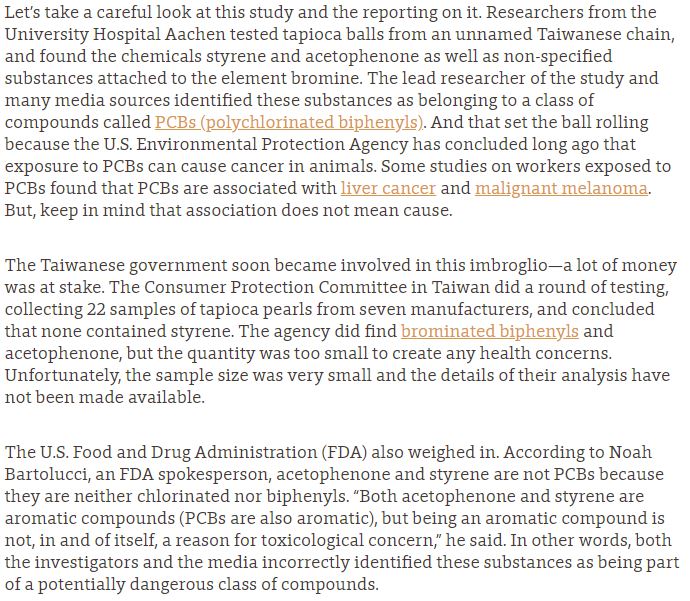 Let’s take a careful look at this study and the reporting on it. Researchers from the
University Hospital Aachen tested tapioca balls from an unnamed Taiwanese chain,
and found the chemicals styrene and acetophenone as well as non-specified
substances attached to the element bromine. The lead researcher of the study and
many media sources identified these substances as belonging to a class of
compounds called PCBs (polychlorinated biphenyls). And that set the ball rolling
because the U.S. Environmental Protection Agency has concluded long ago that
exposure to PCBs can cause cancer in animals. Some studies on workers exposed to
PCBs found that PCBs are associated with liver cancer and malignant melanoma.
But, keep in mind that association does not mean cause.
The Taiwanese government soon became involved in this imbroglio—a lot of money
was at stake. The Consumer Protection Committee in Taiwan did a round of testing,
collecting 22 samples of tapioca pearls from seven manufacturers, and concluded
that none contained styrene. The agency did find brominated biphenyls and
acetophenone, but the quantity was too small to create any health concerns.
Unfortunately, the sample size was very small and the details of their analysis have
not been made available.
The U.S. Food and Drug Administration (FDA) also weighed in. According to Noah
Bartolucci, an FDA spokesperson, acetophenone and styrene are not PCBs because
they are neither chlorinated nor biphenyls. “Both acetophenone and styrene are
aromatic compounds (PCBs are also aromatic), but being an aromatic compound is
not, in and of itself, a reason for toxicological concern,” he said. In other words, both
the investigators and the media incorrectly identified these substances as being part
of a potentially dangerous class of compounds.